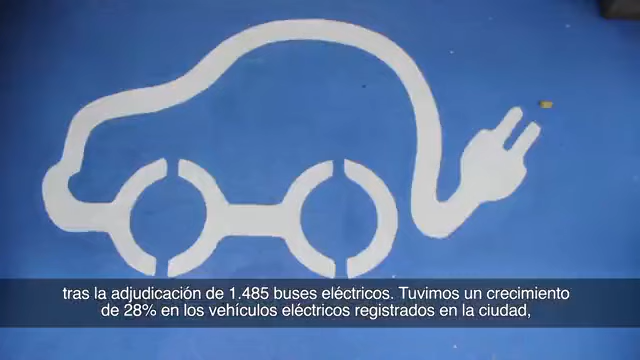 tras la adjudicación de 1.485 buses eléctricos. Tuvimos un crecimiento
de 28% en los vehículos eléctricos registrados en la ciudad,